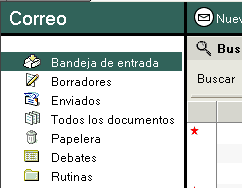 Correo
Nuev
Bus
Buscar
Bandeja de entrada
Borradores
Enviados
Todos los documentos
Papelera
Debates
Rutinas